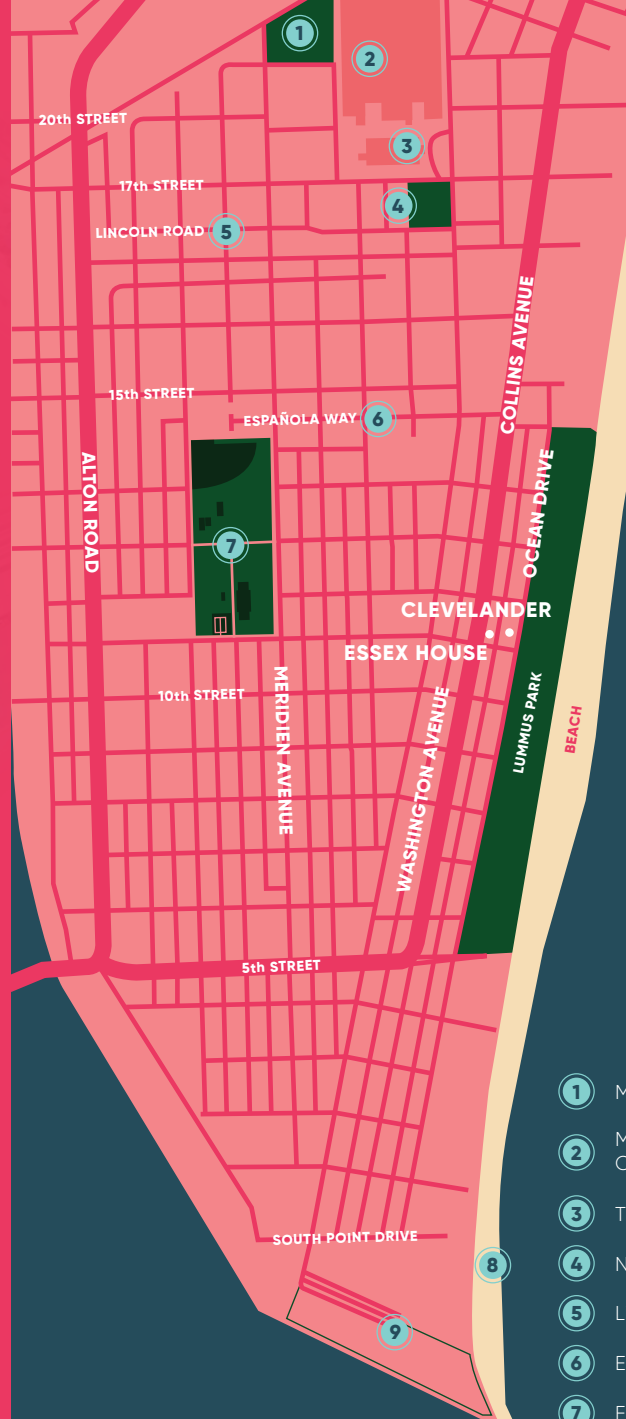 1
2
20th STREET
3
17th STREET
4
LINCOLN ROAD
5
COLLINS AVENUE
15th STREET
ESPAÑOLA WAY
6
ALTON ROAD
OCEAN DRIVE
7
CLEVELANDER
ESSEX HOUSE
MERIDIEN AVENUE
10th STREET
LUMMUS PARK
BEACH
WASHINGTON AVENUE
5th STREET
SOUTH POINT DRIVE
8
9
1 M
2 M
C
3 T
4 N
5 L
6 E
7 F